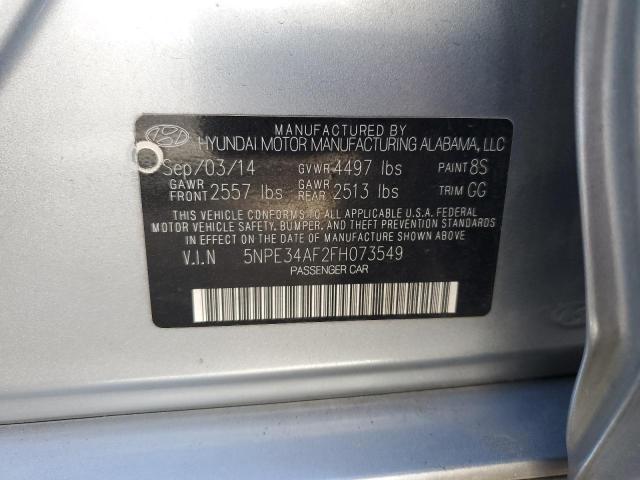 MANUFACTURED BY
HYUNDAI MOTOR MANUFACTURING ALABAMA, LLC
Sep/03/14 GVWR 4497 lbs PAINT 8S
GAWR FRONT 2557 lbs GAWR REAR 2513 lbs TRIM GG
THIS VEHICLE CONFORMS TO ALL APPLICABLE U.S.A. FEDERAL
MOTOR VEHICLE SAFETY, BUMPER, AND THEFT PREVENTION STANDARDS
IN EFFECT ON THE DATE OF MANUFACTURE SHOWN ABOVE.
V.I.N 5NPE34AF2FH073549
PASSENGER CAR